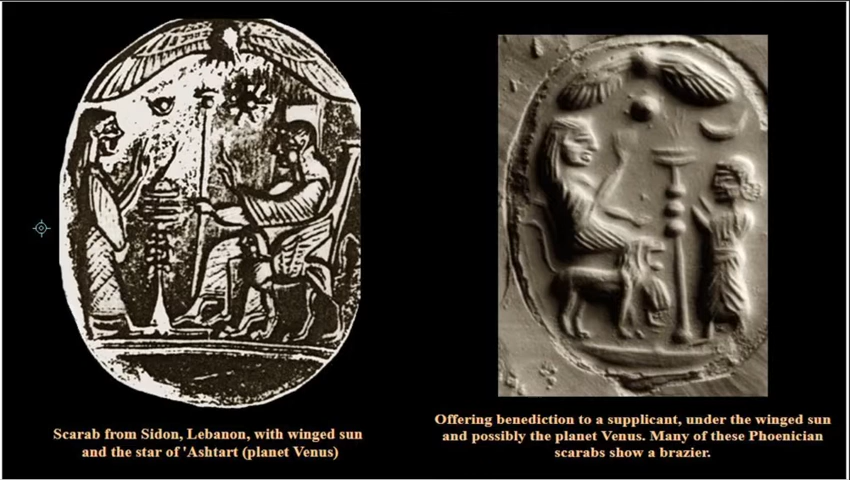 Scarab from Sidon, Lebanon, with winged sun
and the star of 'Ashtart (planet Venus)
Offering benediction to a supplicant, under the winged sun
and possibly the planet Venus. Many of these Phoenician
scarabs show a brazier.